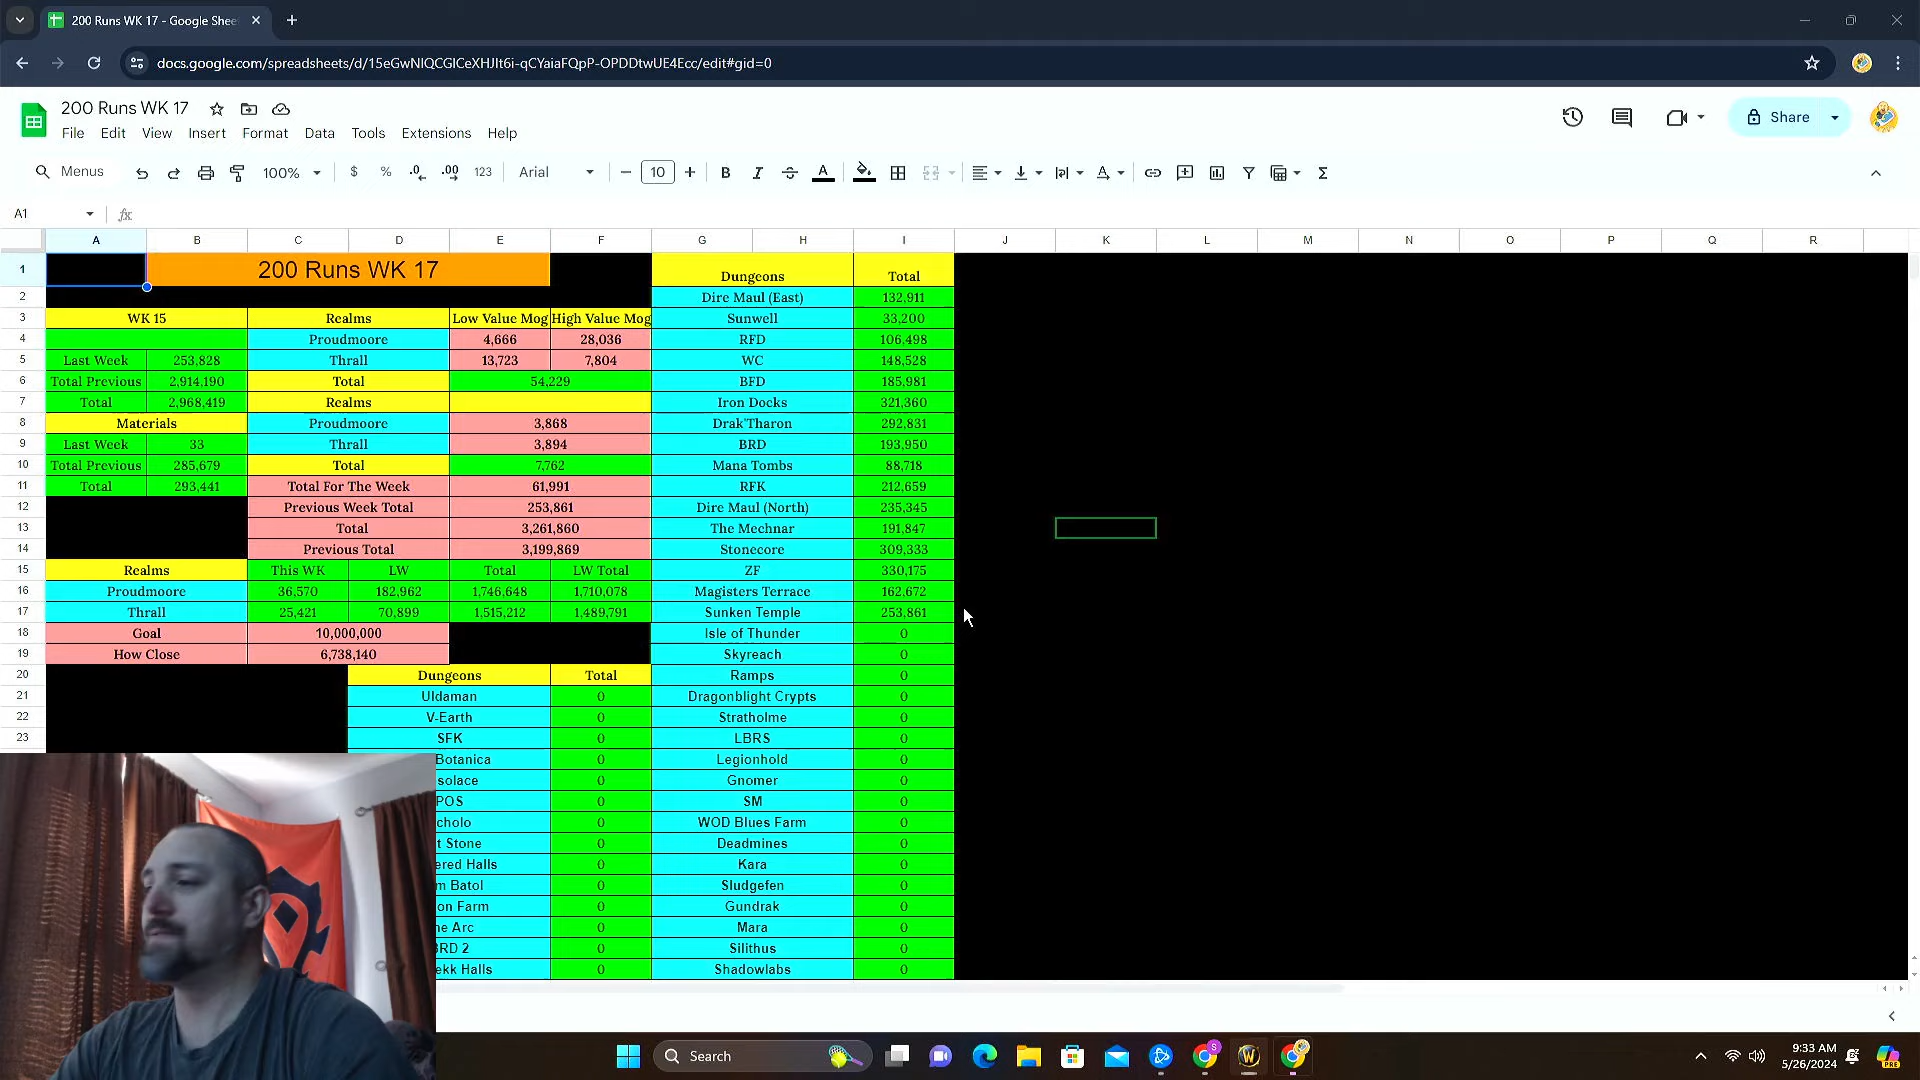 200 Runs WK 17 - Google Shee
docs.google.com/spreadsheets/d/15eGwNlQCGlCeXHJlt6i-qCYaiaFQpP-OPDDtwUE4Ecc/edit#gid=0
200 Runs WK 17
File Edit View Insert Format Data Tools Extensions Help
Share
Menus 100% $ % .0 .00 123 Arial 10 B I A Σ
A1 fx
A B C D E F G H I J K L M N O P Q R
1 200 Runs WK 17 Dungeons Total
2 Dire Maul (East) 132,911
3 WK 15 Realms Low Value Mog High Value Mog Sunwell 33,200
4 Proudmoore 4,666 28,036 RFD 106,498
5 Last Week 253,828 Thrall 13,723 7,804 WC 148,528
6 Total Previous 2,914,190 Total 54,229 BFD 185,981
7 Total 2,968,419 Realms Iron Docks 321,360
8 Materials Proudmoore 3,868 Drak'Tharon 292,831
9 Last Week 33 Thrall 3,894 BRD 193,950
10 Total Previous 285,679 Total 7,762 Mana Tombs 88,718
11 Total 293,441 Total For The Week 61,991 RFK 212,659
12 Previous Week Total 253,861 Dire Maul (North) 235,345
13 Total 3,261,860 The Mechnar 191,847
14 Previous Total 3,199,869 Stonecore 309,333
15 Realms This WK LW Total LW Total ZF 330,175
16 Proudmoore 36,570 182,962 1,746,648 1,710,078 Magisters Terrace 162,672
17 Thrall 25,421 70,899 1,515,212 1,489,791 Sunken Temple 253,861
18 Goal 10,000,000 Isle of Thunder 0
19 How Close 6,738,140 Skyreach 0
20 Dungeons Total Ramps 0
21 Uldaman 0 Dragonblight Crypts 0
22 V-Earth 0 Stratholme 0
23 SFK 0 LBRS 0
Botanica 0 Legionhold 0
solace 0 Gnomer 0
POS 0 SM 0
cholo 0 WOD Blues Farm 0
t Stone 0 Deadmines 0
ered Halls 0 Kara 0
m Batol 0 Sludgefen 0
on Farm 0 Gundrak 0
he Arc 0 Mara 0
BRD 2 0 Silithus 0
ekk Halls 0 Shadowlabs 0
Search
9:33 AM
5/26/2024